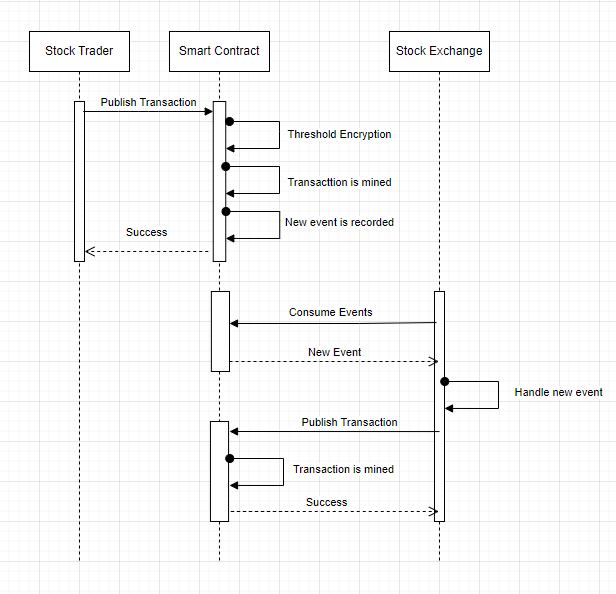 Stock Trader
Smart Contract
Stock Exchange
Publish Transaction
Threshold Encryption
Transacttion is mined
New event is recorded
Success
Consume Events
New Event
Handle new event
Publish Transaction
Transaction is mined
Success